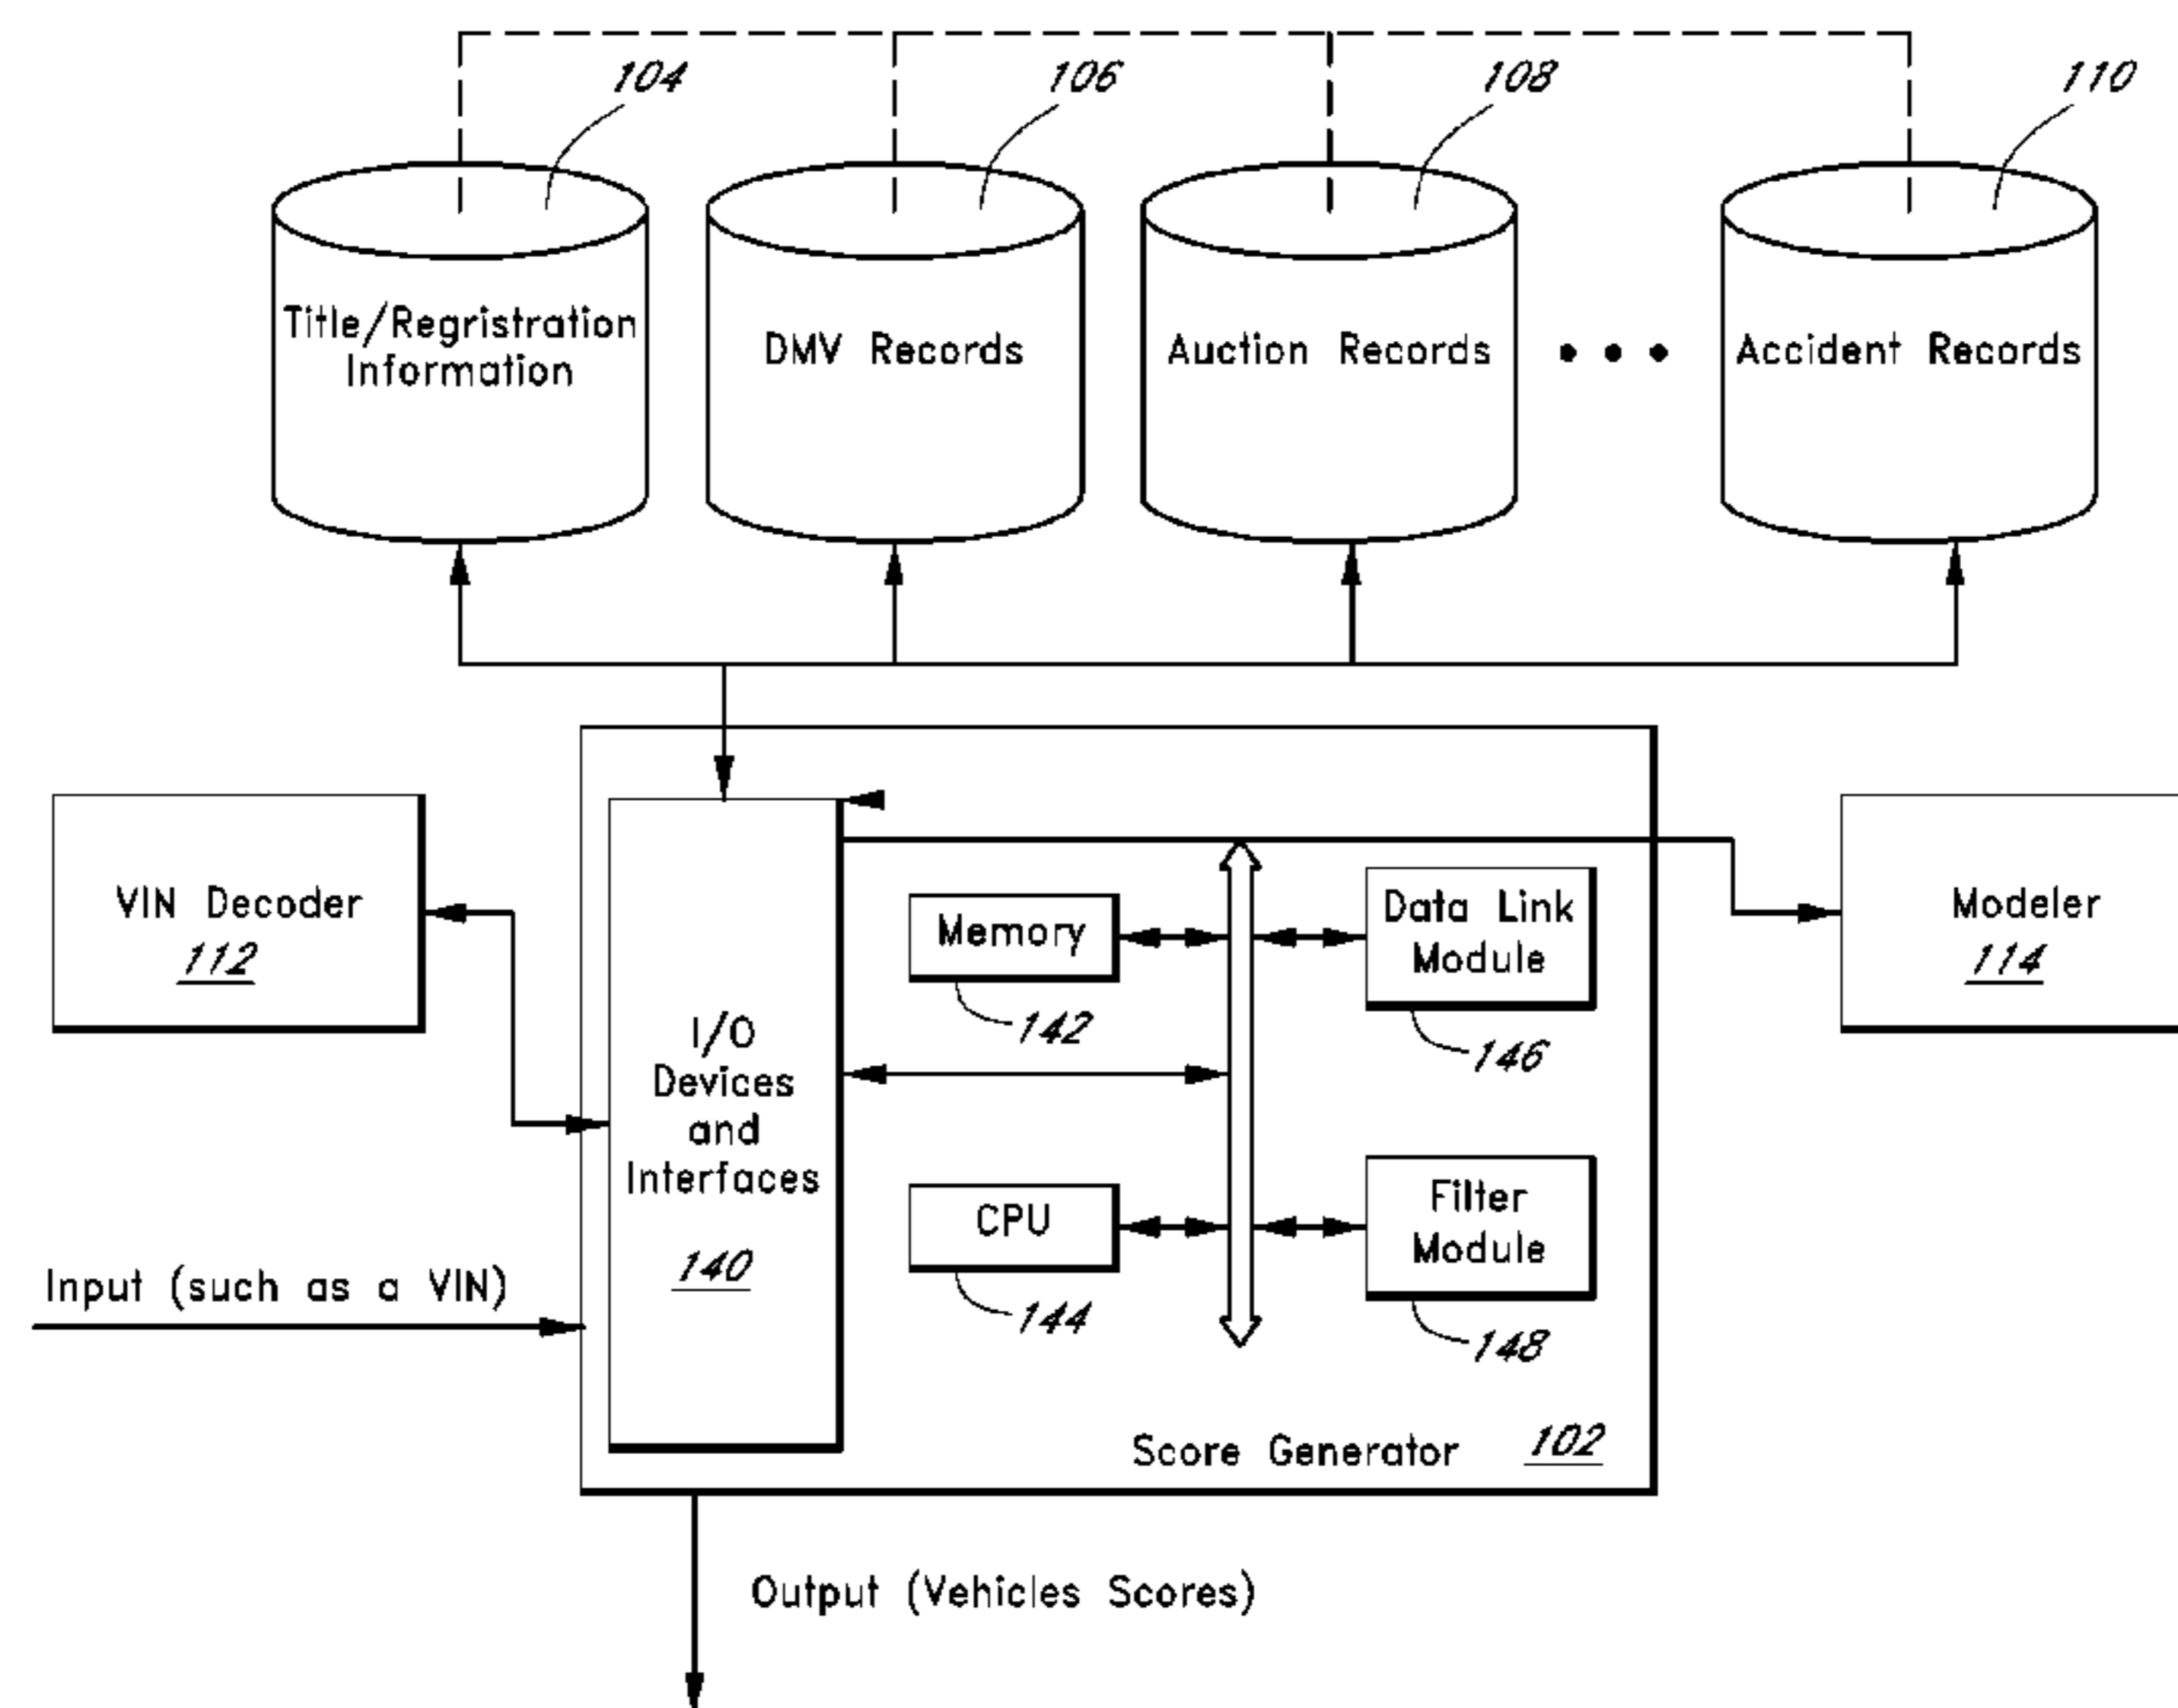 104
106
108
110
Title/Regristration
Information
DMV Records
Auction Records
Accident Records
VIN Decoder
112
I/O
Devices
and
Interfaces
140
Memory
142
Data Link
Module
146
CPU
144
Filter
Module
148
Modeler
114
Input (such as a VIN)
Score Generator 102
Output (Vehicles Scores)